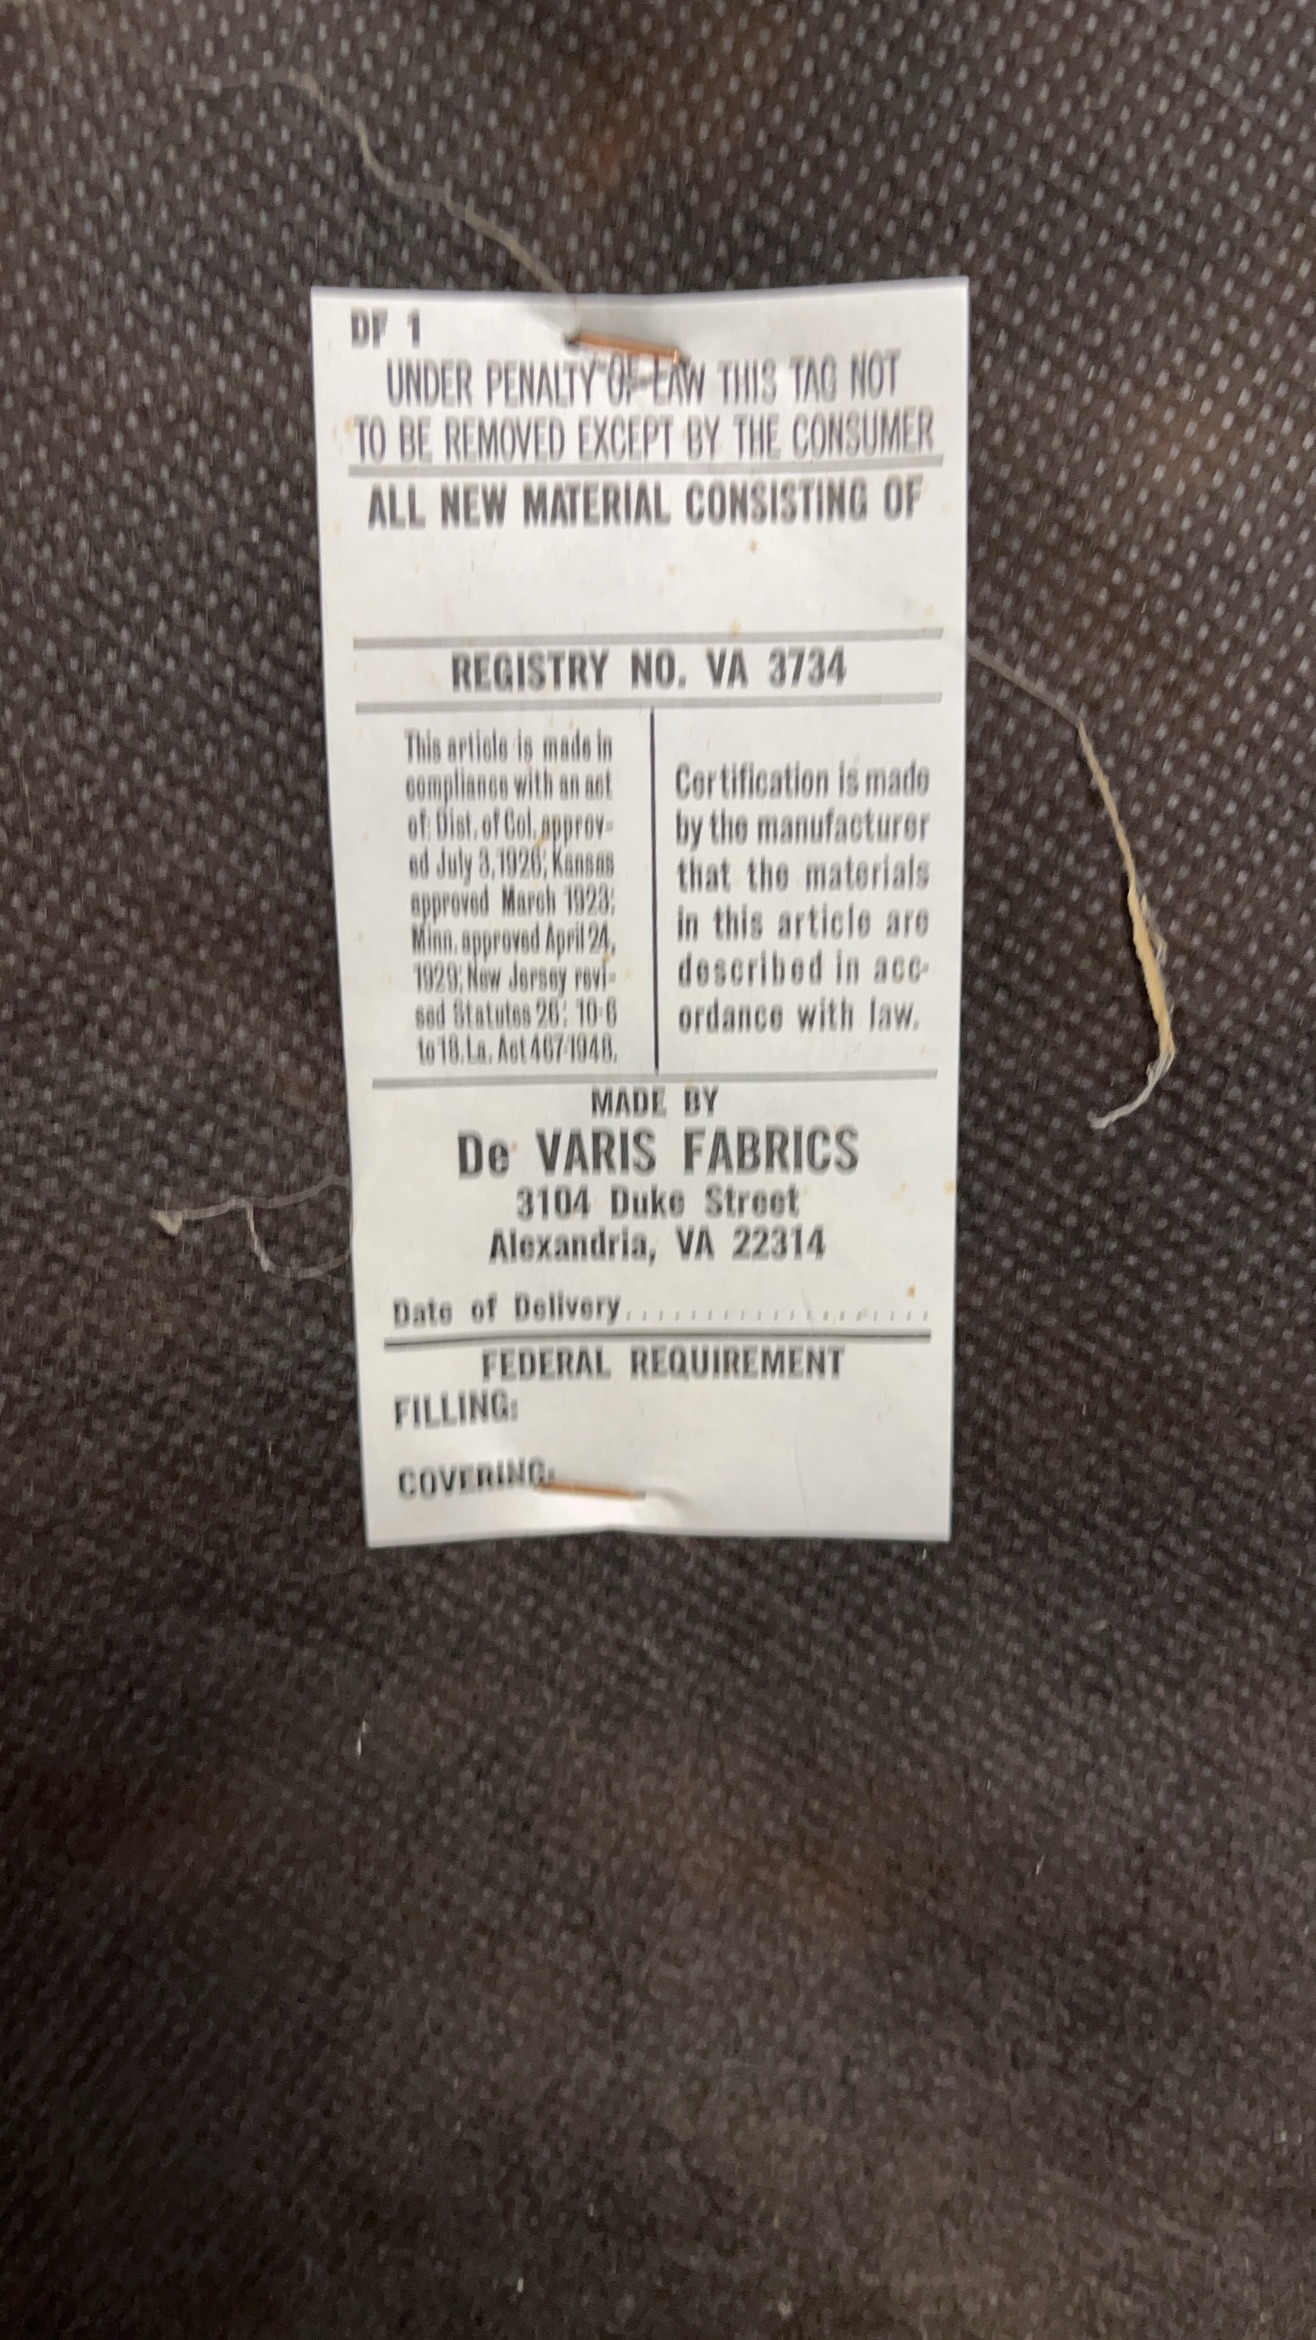 DF 1
UNDER PENALTY OF LAW THIS TAG NOT
TO BE REMOVED EXCEPT BY THE CONSUMER
ALL NEW MATERIAL CONSISTING OF
REGISTRY NO. VA 3734
This article is made in
compliance with an act
of: Dist. of Col. approv-
ed July 3, 1926; Kansas
approved March 1923;
Minn. approved April 24,
1929; New Jersey revi-
sed Statutes 26: 10-6
to 18. La. Act 467-1948.
Certification is made
by the manufacturer
that the materials
in this article are
described in acc-
ordance with law.
MADE BY
De VARIS FABRICS
3104 Duke Street
Alexandria, VA 22314
Date of Delivery...................
FEDERAL REQUIREMENT
FILLING:
COVERING: